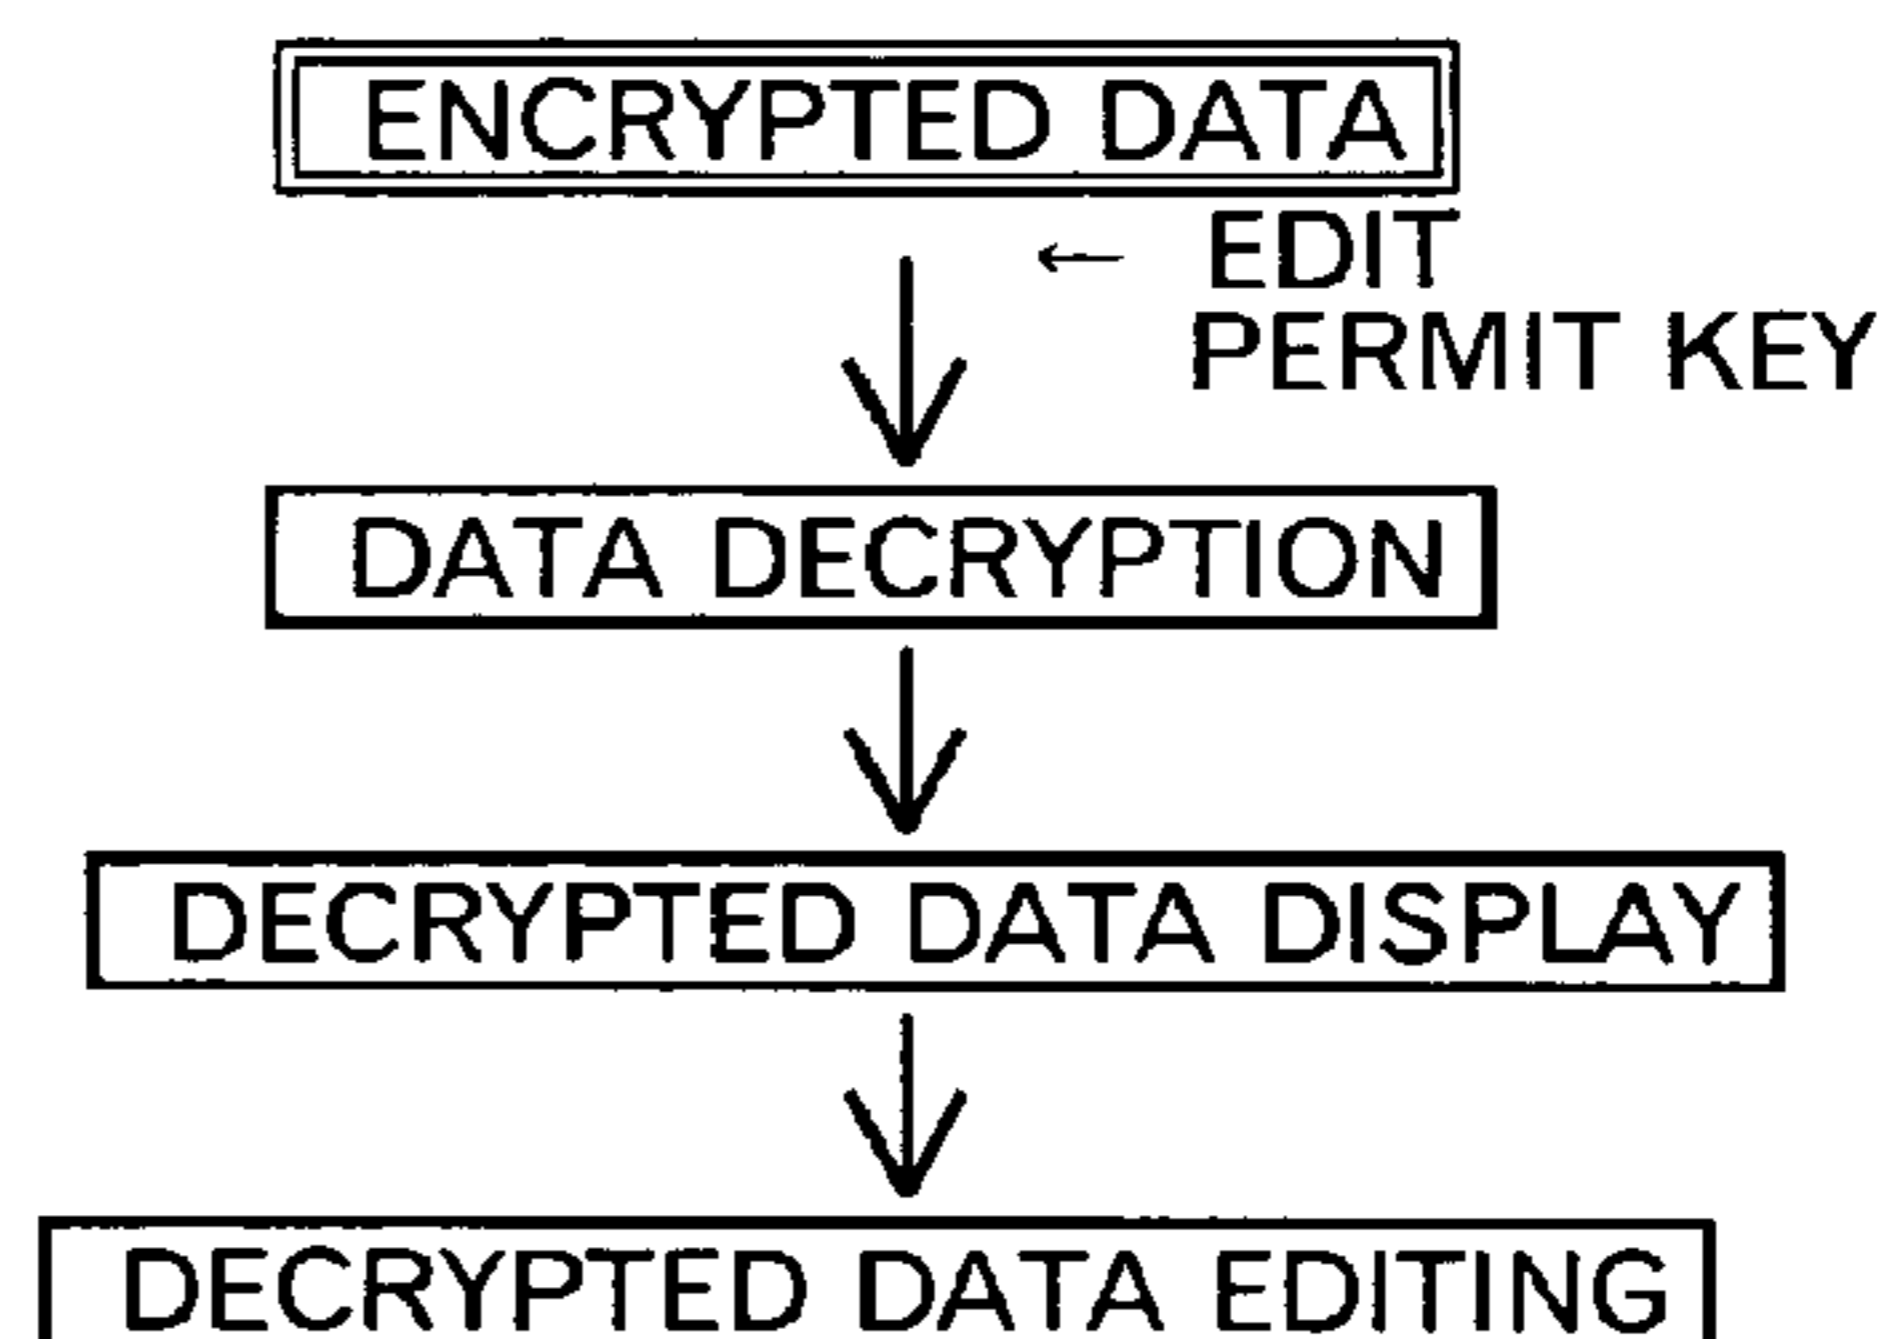 ENCRYPTED DATA
← EDIT
PERMIT KEY
DATA DECRYPTION
DECRYPTED DATA DISPLAY
DECRYPTED DATA EDITING